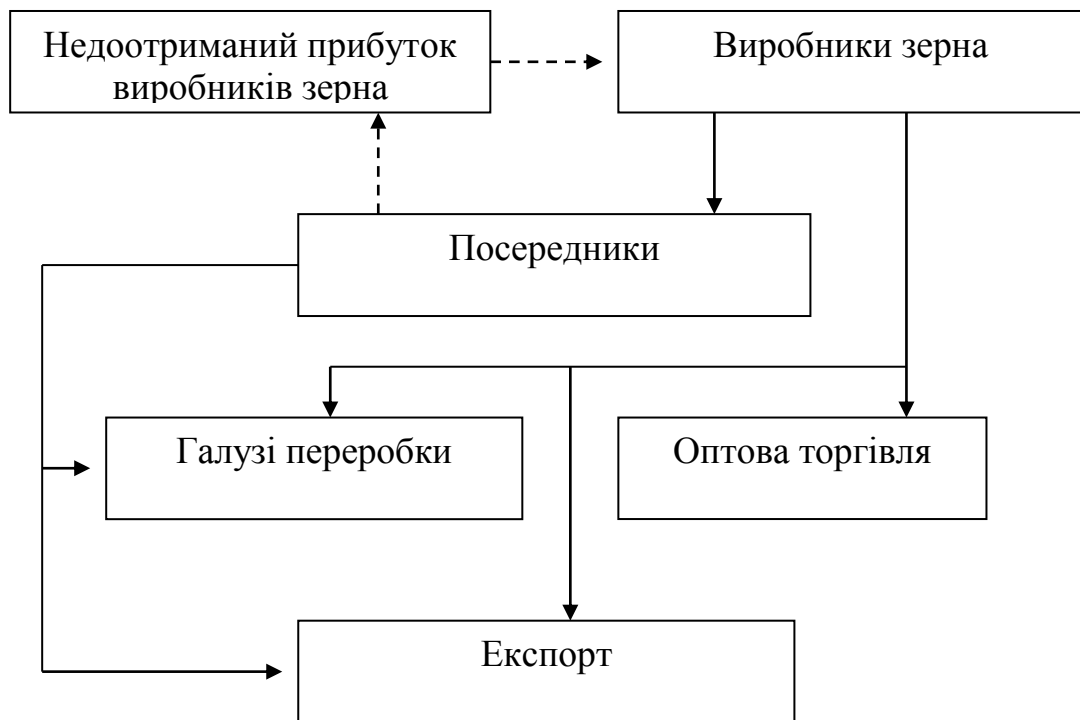 Недоотриманий прибуток
виробників зерна
Виробники зерна
Посередники
Галузі переробки
Оптова торгівля
Експорт